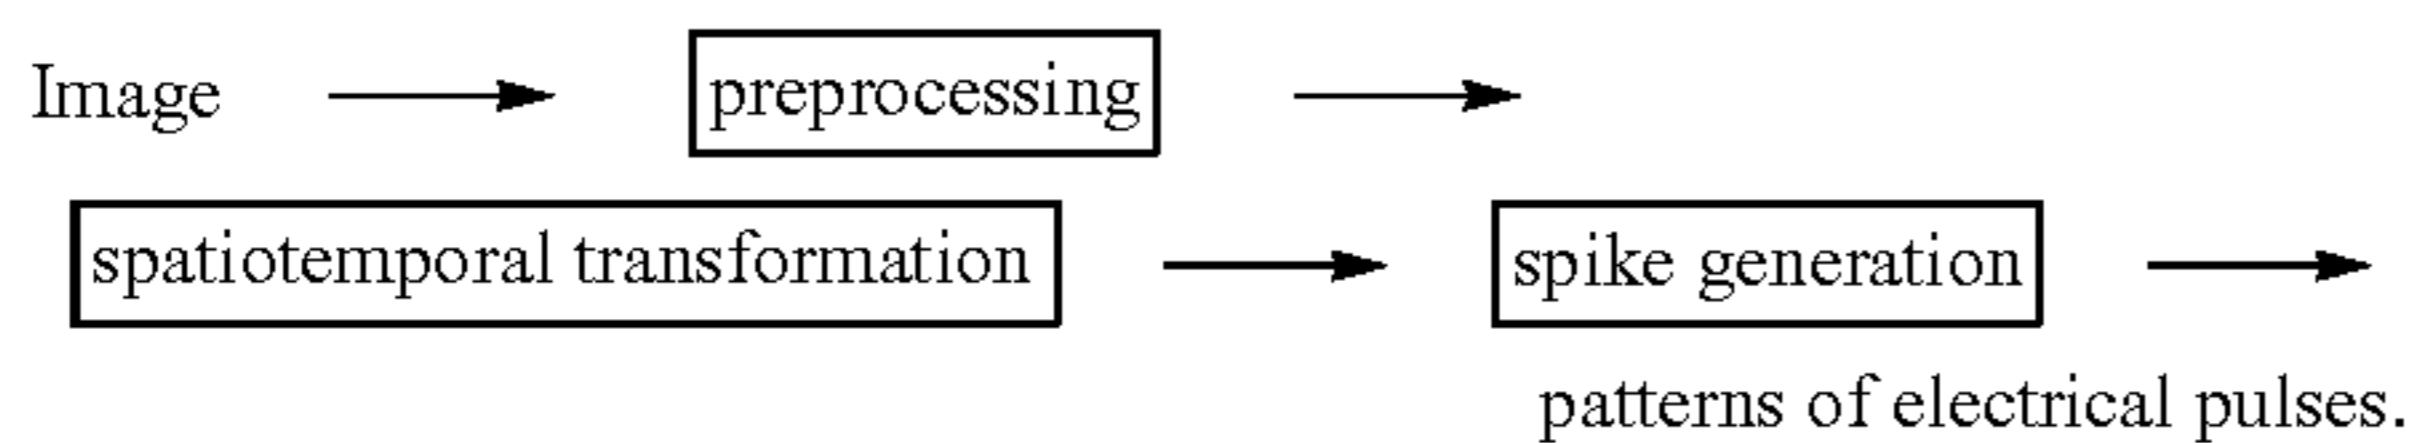 Image preprocessing
spatiotemporal transformation spike generation
patterns of electrical pulses.